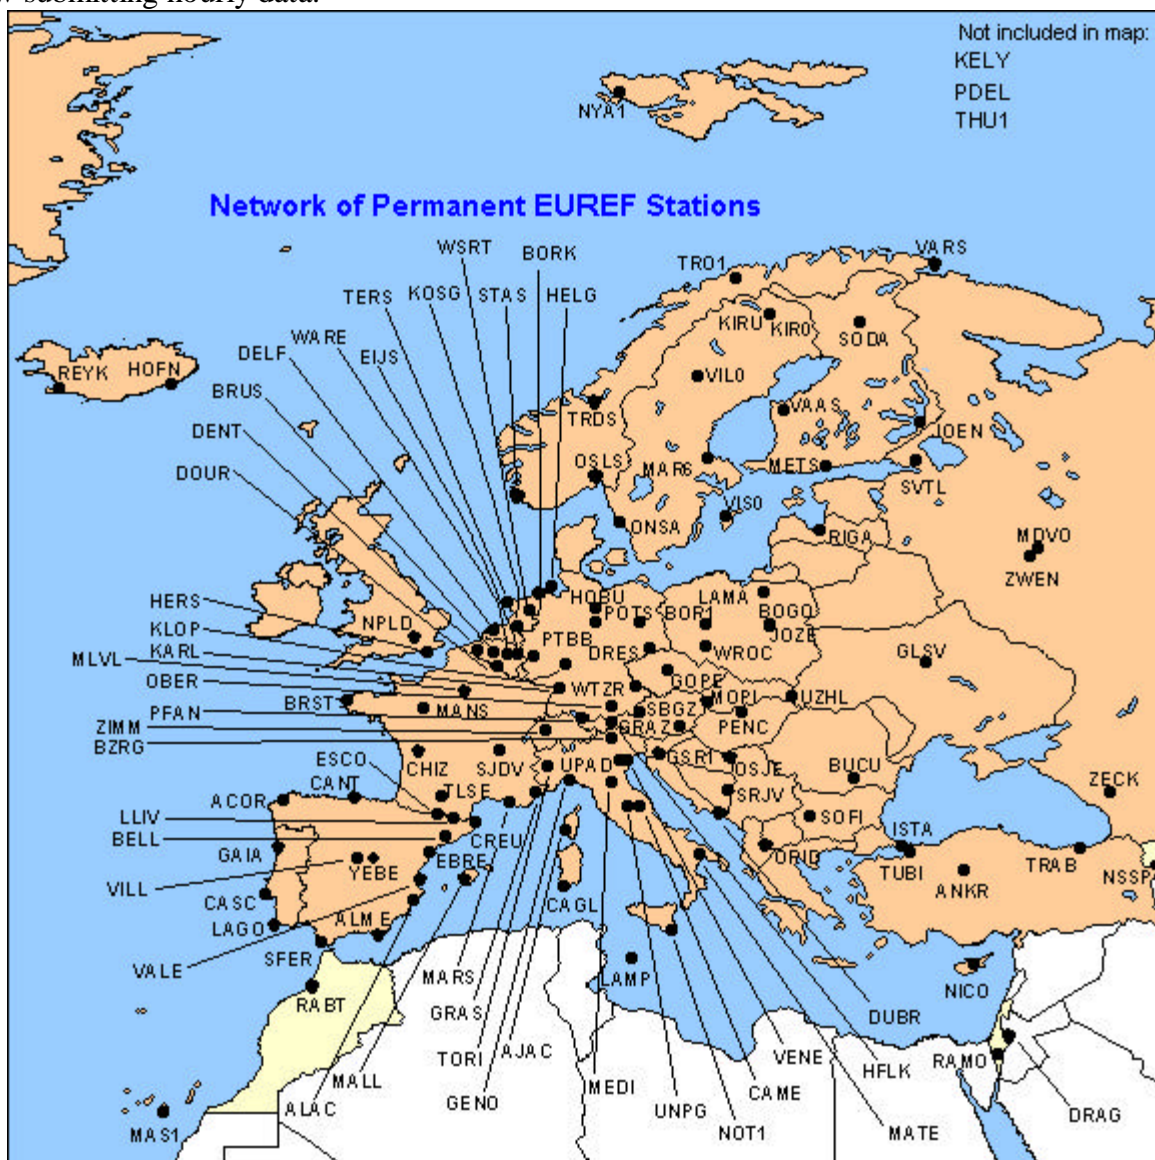 submitting hourly data.
Not included in map:
KELY
PDEL
THU1
NYA1
Network of Permanent EUREF Stations
WSRT
BORK
VARS
TRO1
TERS
KOSG
STAS
HELG
WARE
KIRU
KIR0
SODA
DELF
EIJS
REYK
HOFN
VIL0
BRUS
VAAS
TRDS
DENT
JOEN
OSLS
MAR6
METS
DOUR
SVTL
VIS0
ONSA
RIGA
MDVO
ZWEN
HERS
HOBU
LAMA
NPLD
POTS
BOR1
BOGO
KLOP
JOZE
PTBB
KARL
DRES
WROC
MLVL
GLSV
OBER
GOPE
WTZR
BRST
MOPI
UZHL
PFAN
MANS
SBGZ
ZIMM
GRAZ
PENC
BZRG
ESCO
CHIZ
SJDV
UPAD
GSR1
OSJE
BUCU
CANT
ZECK
ACOR
TLSE
SRJV
LLIV
SOFI
BELL
CREU
ISTA
GAIA
EBRE
ORID
TRAB
YEBE
TUBI
ANKR
NSSP
VILL
CASC
CAGL
LAGO
ALME
SFER
VALE
LAMP
NICO
MARS
RABT
GRAS
DUBR
TORI
AJAC
VENE
RAMO
HFLK
MALL
MEDI
CAME
ALAC
GENO
UNPG
DRAG
NOT1
MATE
MAS1